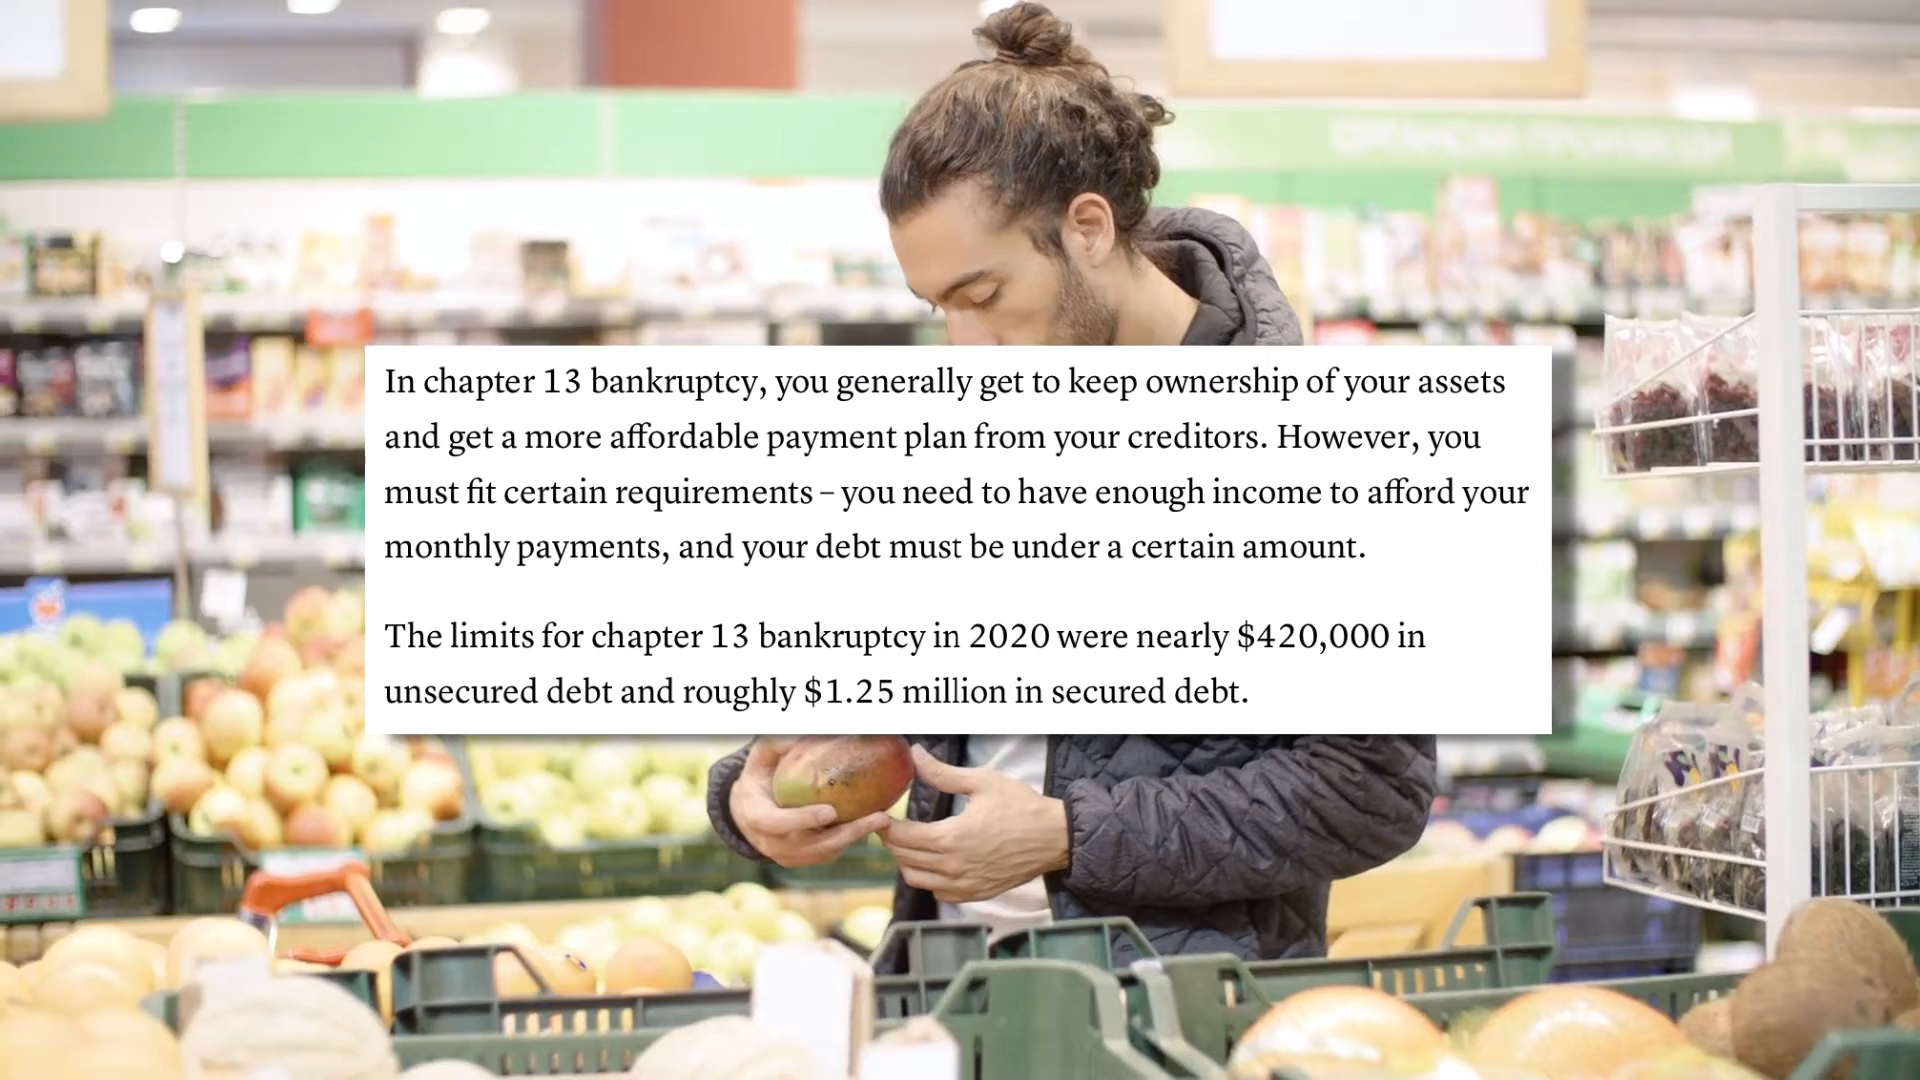 In chapter 13 bankruptcy, you generally get to keep ownership of your assets
and get a more affordable payment plan from your creditors. However, you
must fit certain requirements – you need to have enough income to afford your
monthly payments, and your debt must be under a certain amount.
The limits for chapter 13 bankruptcy in 2020 were nearly $420,000 in
unsecured debt and roughly $1.25 million in secured debt.